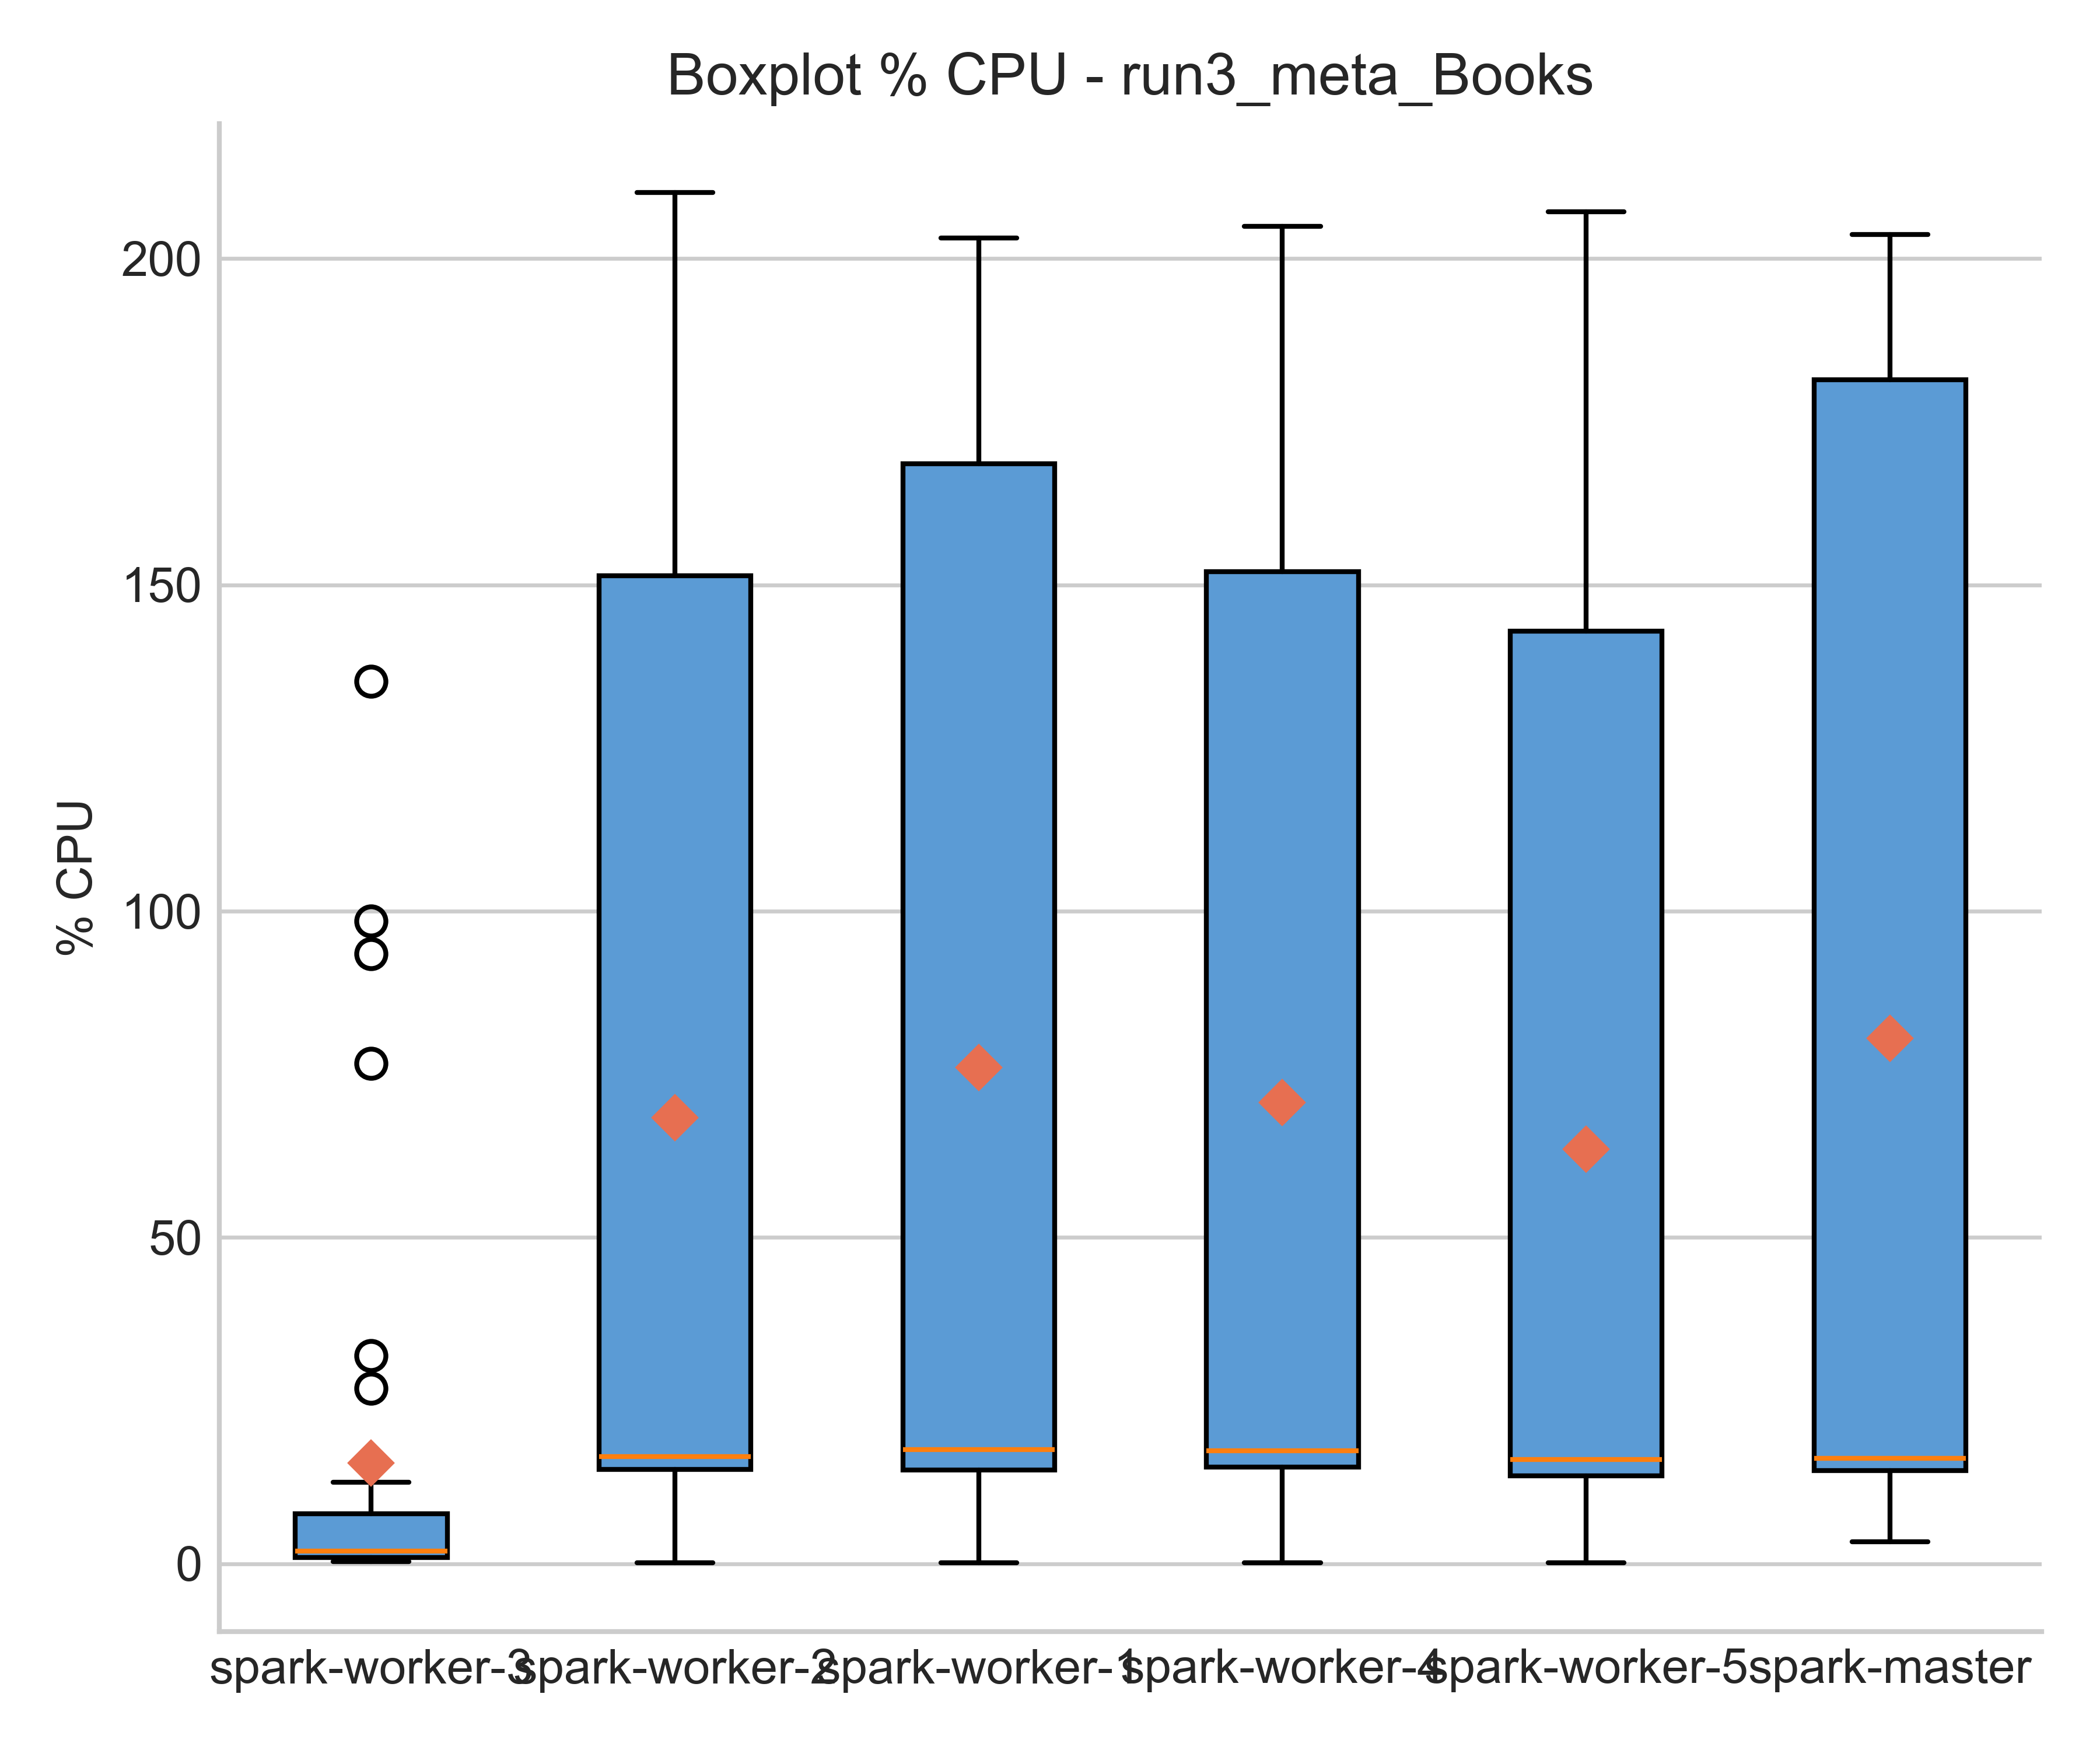 Boxplot % CPU - run3_meta_Books
% CPU
200
150
100
50
0
spark-worker-3 spark-worker-2 spark-worker-1 spark-worker-4 spark-worker-5 spark-master